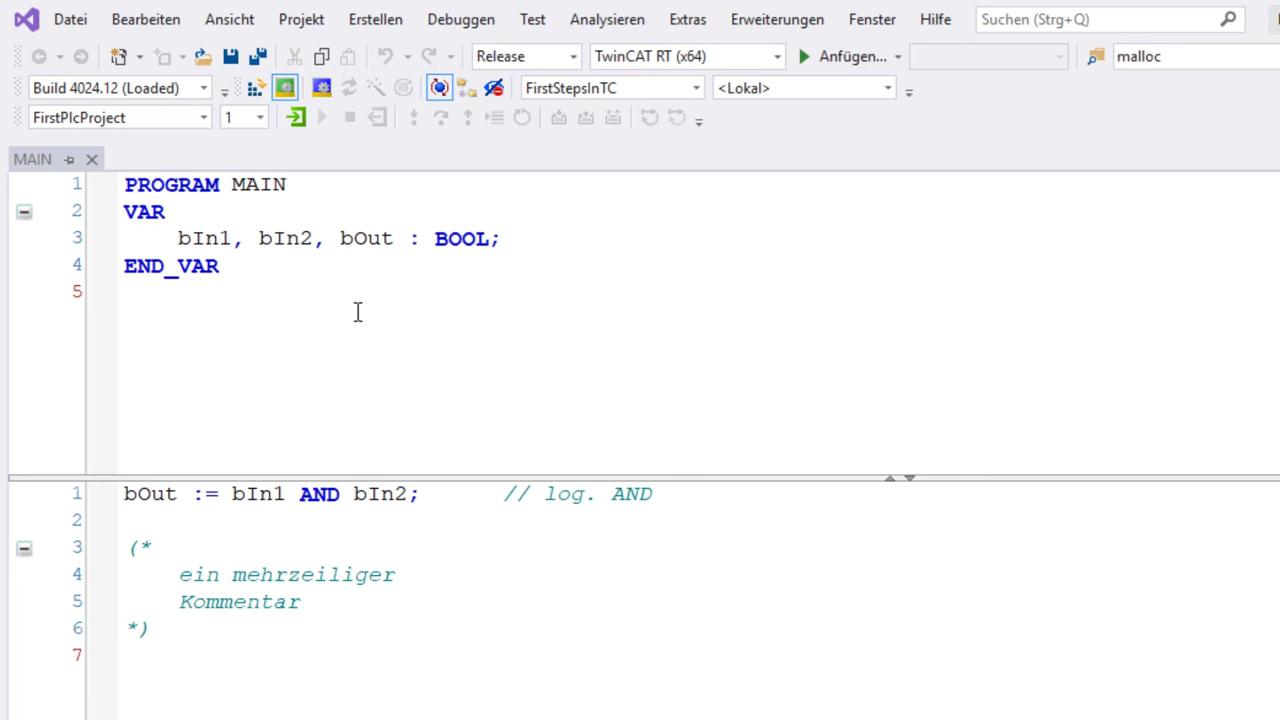 Datei Bearbeiten Ansicht Projekt Erstellen Debuggen Test Analysieren Extras Erweiterungen Fenster Hilfe Suchen (Strg+Q)
Release TwinCAT RT (x64) Anfügen... malloc
Build 4024.12 (Loaded) FirstStepsInTC <Lokal>
FirstPlcProject 1
MAIN
1 PROGRAM MAIN
2 VAR
3 bIn1, bIn2, bOut : BOOL;
4 END_VAR
5
1 bOut := bIn1 AND bIn2; // log. AND
2
3 (*
4 ein mehrzeiliger
5 Kommentar
6 *)
7